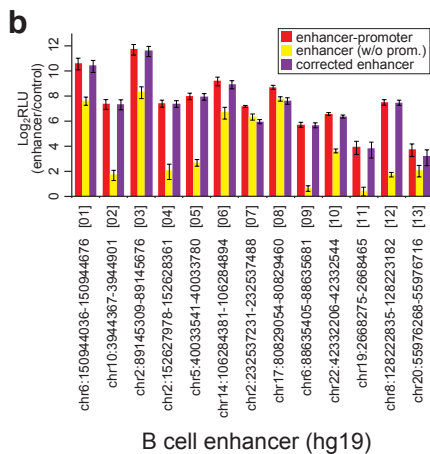 b
enhancer-promoter
enhancer (w/o prom.)
corrected enhancer
Log2RLU
(enhancer/control)
12
10
8
6
4
2
0
chr6:150944036-150944676 [01]
chr10:3944367-3944901 [02]
chr2:89145309-89145676 [03]
chr2:152627978-152628361 [04]
chr5:40033541-40033780 [05]
chr14:106284381-106284894 [06]
chr2:232537231-232537488 [07]
chr17:80829054-80829460 [08]
chr6:88635405-88635681 [09]
chr22:42332206-42332544 [10]
chr19:2668275-2668465 [11]
chr8:128222835-128223182 [12]
chr20:55976268-55976716 [13]
B cell enhancer (hg19)